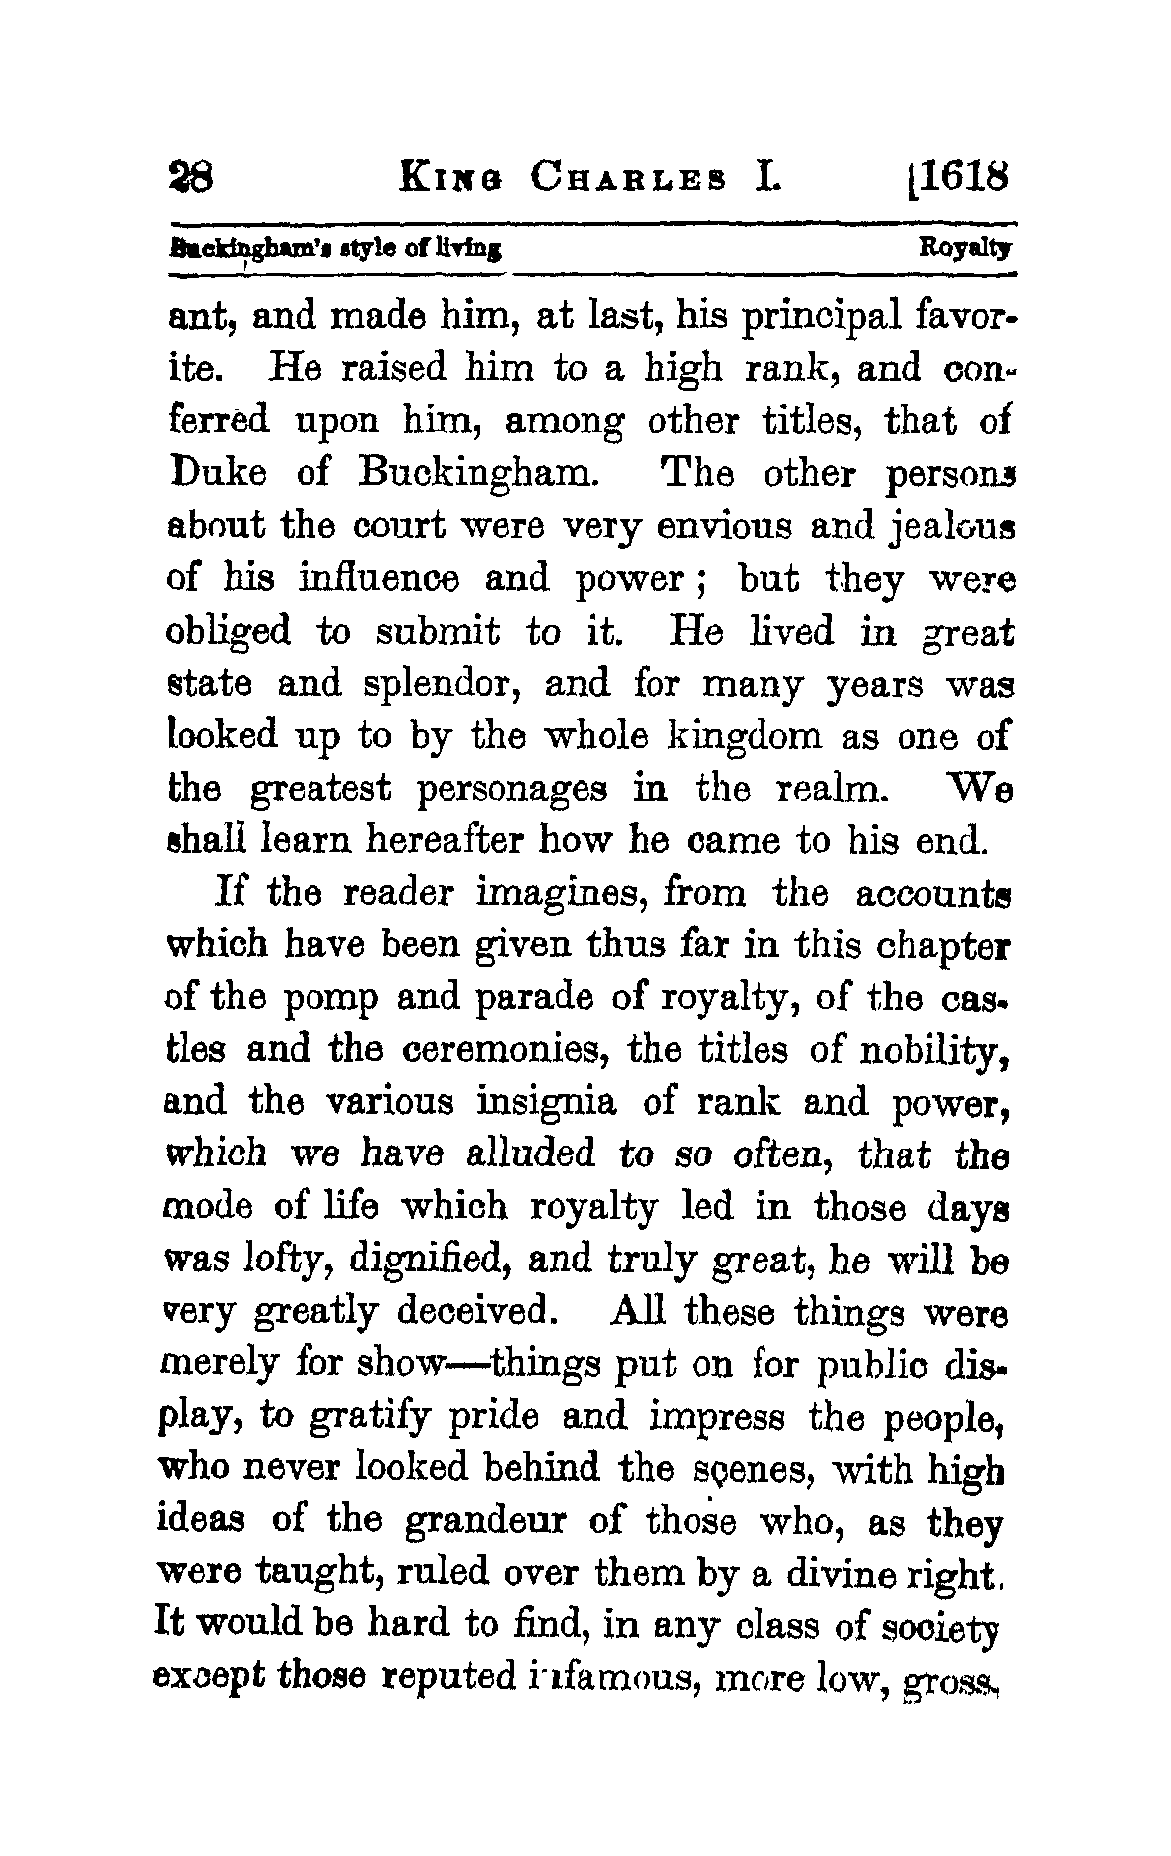 28 KING CHARLES I. [1618
Buckingham's style of living Royalty
ant, and made him, at last, his principal favor-
ite. He raised him to a high rank, and con-
ferred upon him, among other titles, that of
Duke of Buckingham. The other persons
about the court were very envious and jealous
of his influence and power; but they were
obliged to submit to it. He lived in great
state and splendor, and for many years was
looked up to by the whole kingdom as one of
the greatest personages in the realm. We
shall learn hereafter how he came to his end.
If the reader imagines, from the accounts
which have been given thus far in this chapter
of the pomp and parade of royalty, of the cas-
tles and the ceremonies, the titles of nobility,
and the various insignia of rank and power,
which we have alluded to so often, that the
mode of life which royalty led in those days
was lofty, dignified, and truly great, he will be
very greatly deceived. All these things were
merely for show—things put on for public dis-
play, to gratify pride and impress the people,
who never looked behind the scenes, with high
ideas of the grandeur of those who, as they
were taught, ruled over them by a divine right.
It would be hard to find, in any class of society
except those reputed infamous, more low, gross,